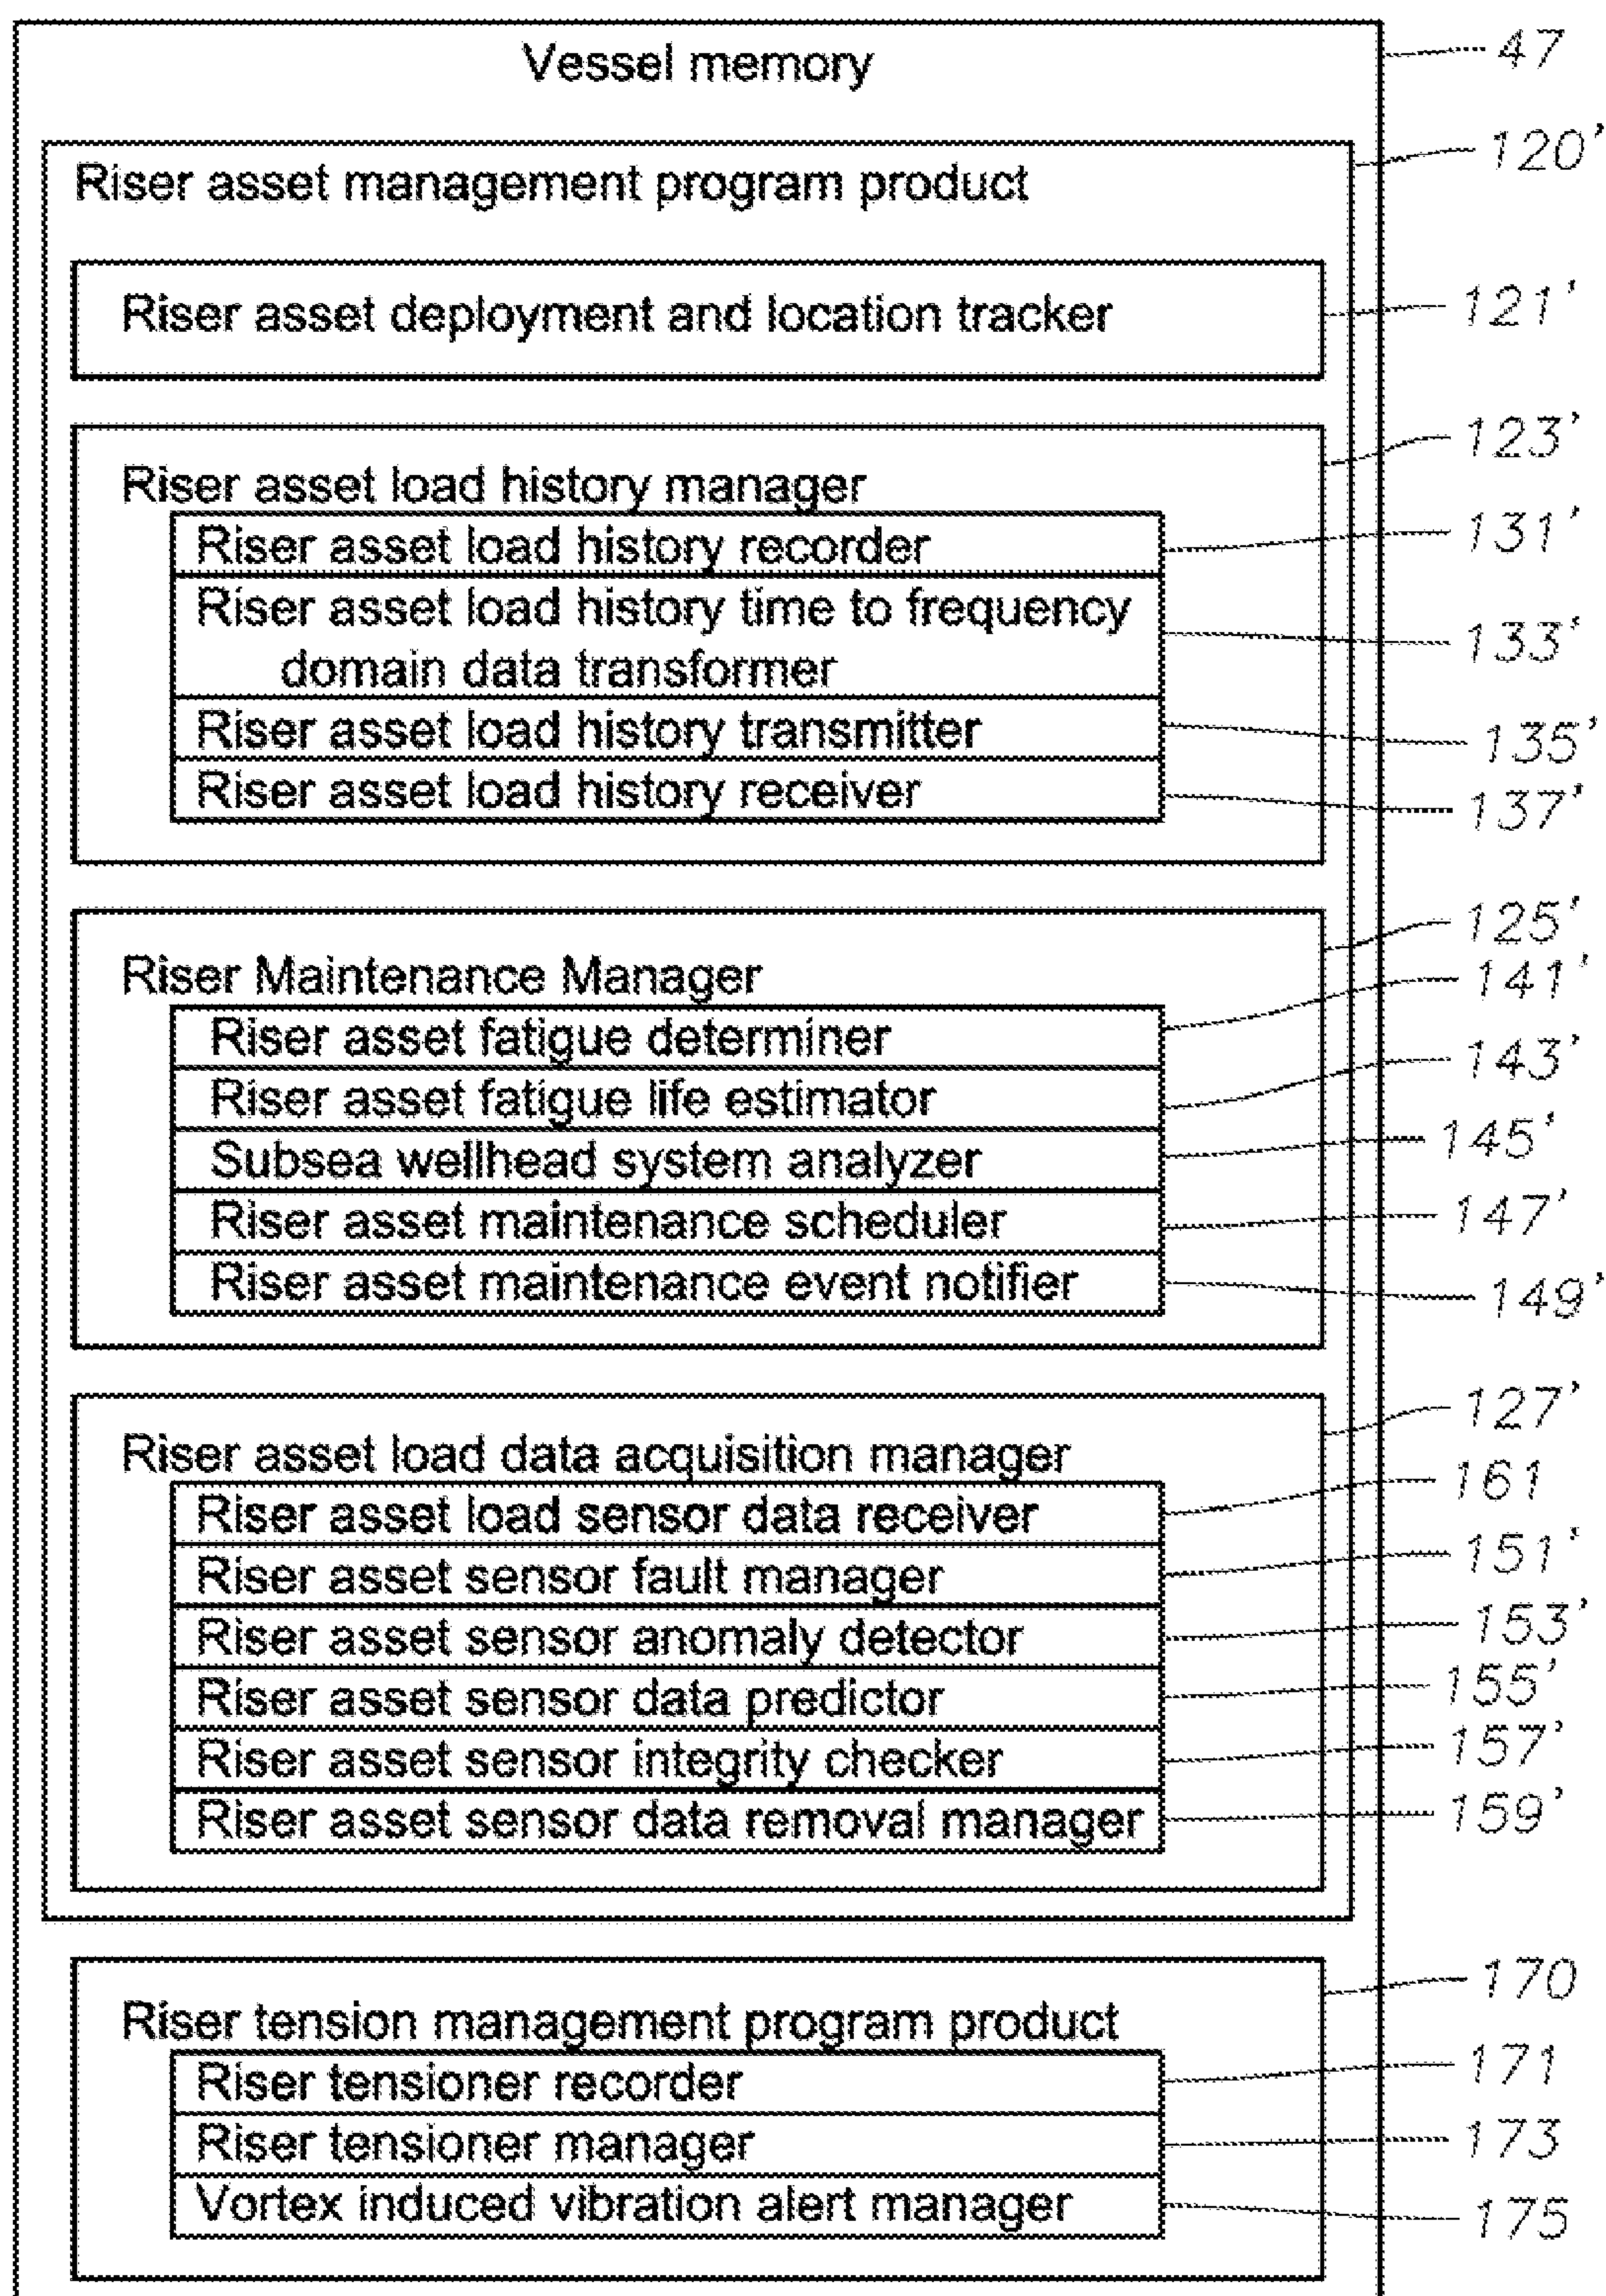 Vessel memory
47
120'
Riser asset management program product
Riser asset deployment and location tracker
121'
123'
Riser asset load history manager
Riser asset load history recorder
131'
Riser asset load history time to frequency
domain data transformer
133'
Riser asset load history transmitter
135'
Riser asset load history receiver
137'
125'
Riser Maintenance Manager
141'
Riser asset fatigue determiner
Riser asset fatigue life estimator
143'
Subsea wellhead system analyzer
145'
Riser asset maintenance scheduler
147'
Riser asset maintenance event notifier
149'
127'
Riser asset load data acquisition manager
161
Riser asset load sensor data receiver
Riser asset sensor fault manager
151'
Riser asset sensor anomaly detector
153'
Riser asset sensor data predictor
155'
Riser asset sensor integrity checker
157'
Riser asset sensor data removal manager
159'
170
Riser tension management program product
Riser tensioner recorder
171
Riser tensioner manager
173
Vortex induced vibration alert manager
175